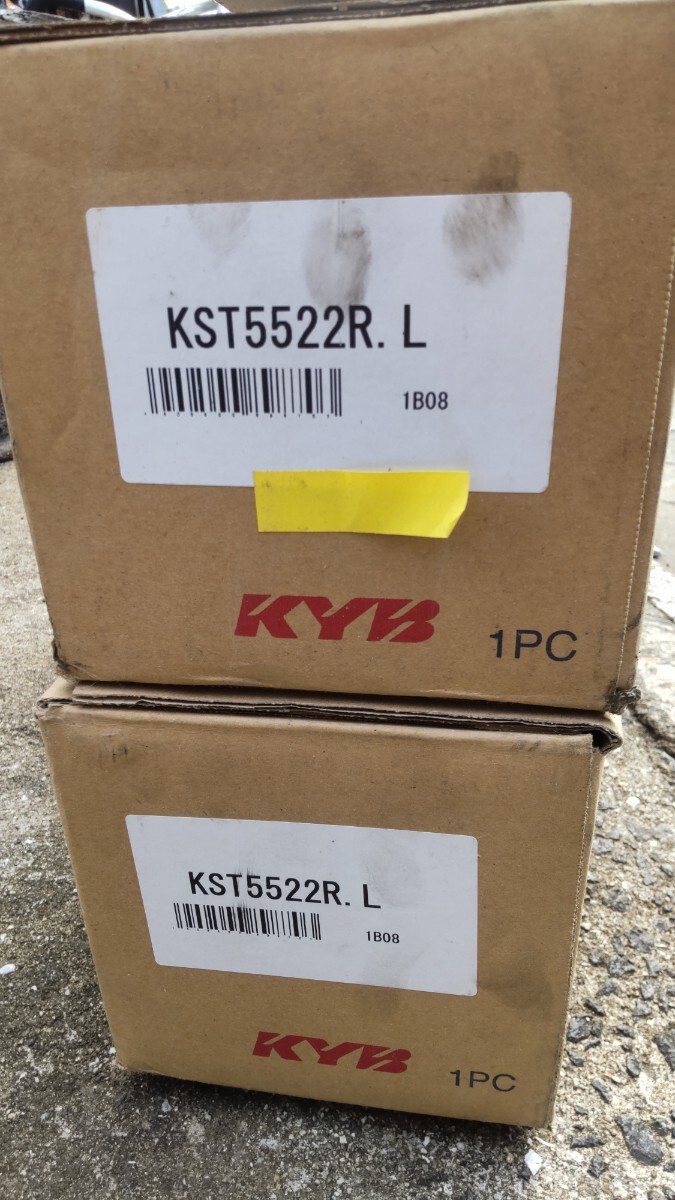 KST5522R. L
1B08
KYB
1PC
KST5522R. L
1B08
KYB
1PC